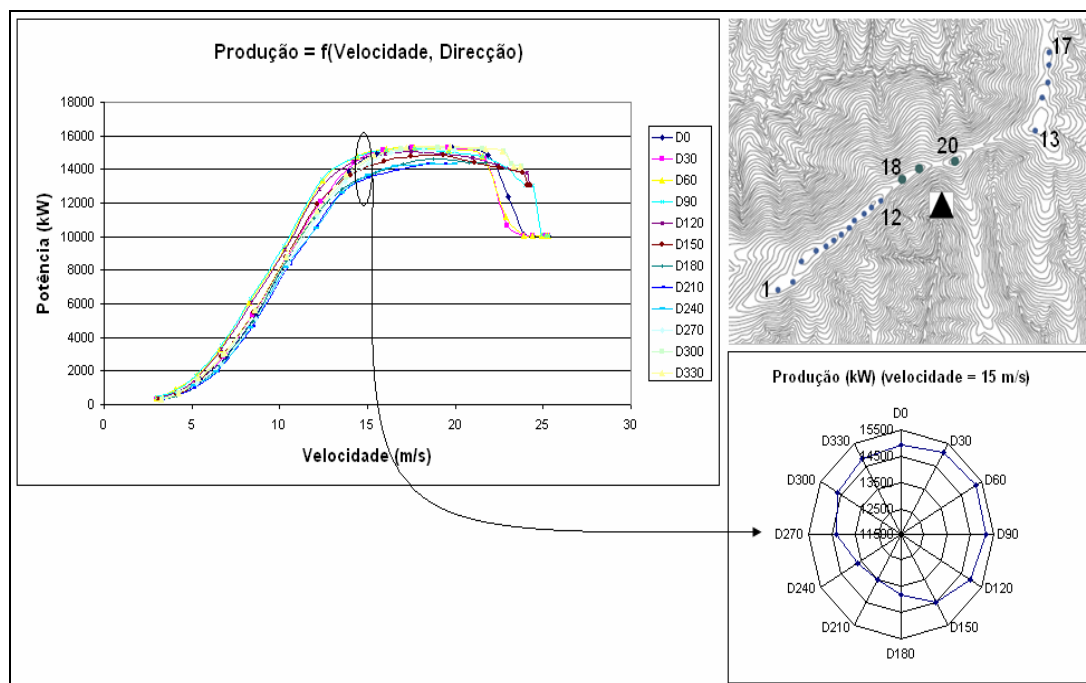 Produção = f(Velocidade, Direcção)
Potência (kW)
18000
16000
14000
12000
10000
8000
6000
4000
2000
0
0 5 10 15 20 25 30
Velocidade (m/s)
D0
D30
D60
D90
D120
D150
D180
D210
D240
D270
D300
D330
17
13
20
18
12
1
Produção (kW) (velocidade = 15 m/s)
D0
D330 15500 D30
14500
D300 13500 D60
12500
D270 11500 D90
D240 D120
D210 D150
D180